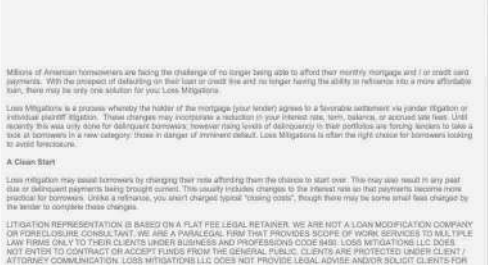 Millions of American homeowners are facing the challenge of no longer being able to afford their monthly mortgage and / or credit card
payments. With the prospect of defaulting on their loan or credit line and no longer having the ability to refinance into a more affordable
loan, there may be only one solution for you: Loss Mitigations.
Loss Mitigations is a process whereby the holder of the mortgage (your lender) agrees to a favorable settlement via joinder litigation or
individual plaintiff litigation. These changes may incorporate a reduction in your interest rate, term, balance, or accrued late fees. Until
recently this was only done for delinquent borrowers; however rising levels of delinquency in their portfolios are forcing lenders to take a
look at borrowers in a new category: those in danger of imminent default. Loss Mitigations is often the right choice for borrowers looking
to avoid foreclosure.
A Clean Start
Loss mitigation may assist borrowers by changing their note affording them the chance to start over. This may also result in any past
due or delinquent payments being brought current. This usually includes changes to the interest rate so that payments become more
practical for borrowers. Unlike a refinance, you aren't charged typical "closing costs", though there may be some small fees charged by
the lender to complete these changes.
LITIGATION REPRESENTATION IS BASED ON A FLAT FEE LEGAL RETAINER. WE ARE NOT A LOAN MODIFICATION COMPANY
OR FORECLOSURE CONSULTANT. WE ARE A PARALEGAL FIRM THAT PROVIDES SCOPE OF WORK SERVICES TO MULTIPLE
LAW FIRMS ONLY TO THEIR CLIENTS UNDER BUSINESS AND PROFESSIONS CODE 6450. LOSS MITIGATIONS LLC DOES
NOT ENTER TO CONTRACT OR ACCEPT FUNDS FROM THE GENERAL PUBLIC. CLIENTS ARE PROTECTED UNDER CLIENT /
ATTORNEY COMMUNICATION. LOSS MITIGATIONS LLC DOES NOT PROVIDE LEGAL ADVISE AND/OR SOLICIT CLIENTS FOR